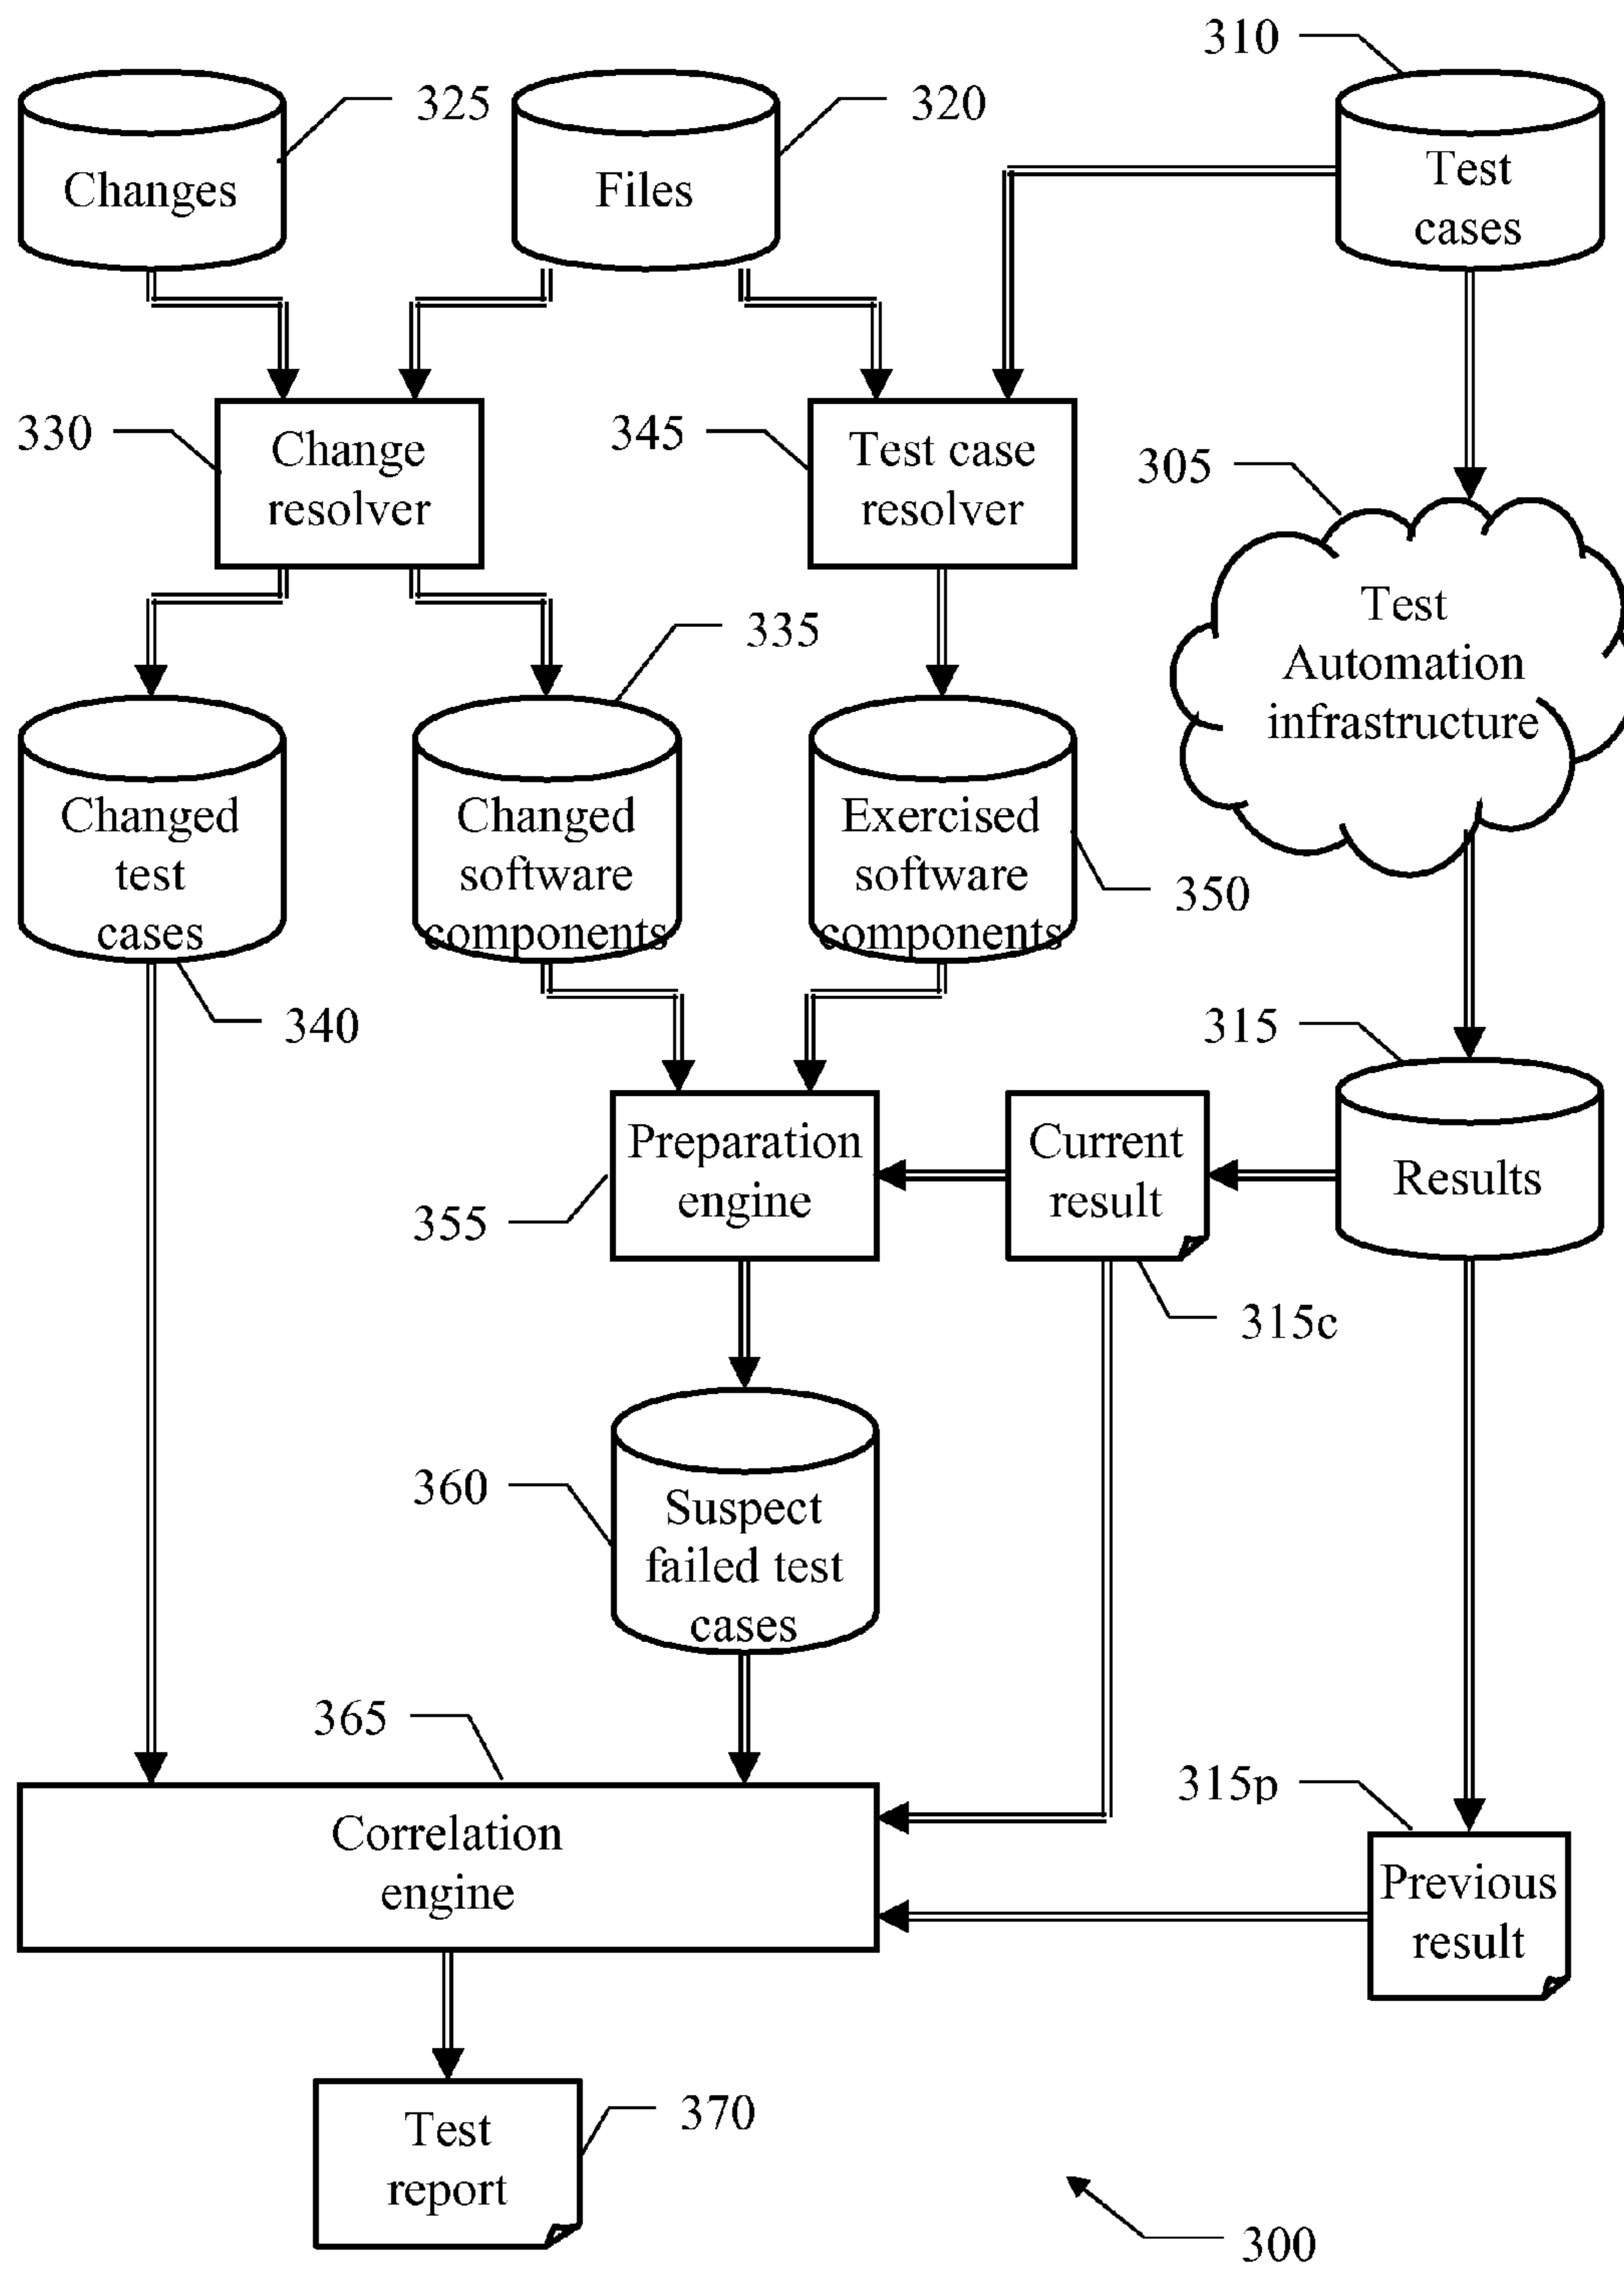 310
325
320
Changes
Files
Test
cases
330
Change
resolver
345
Test case
resolver
305
Test
Automation
infrastructure
335
Changed
test
cases
Changed
software
components
Exercised
software
components
350
340
315
Preparation
engine
Current
result
Results
355
315c
360
Suspect
failed test
cases
365
315p
Correlation
engine
Previous
result
Test
report
370
300